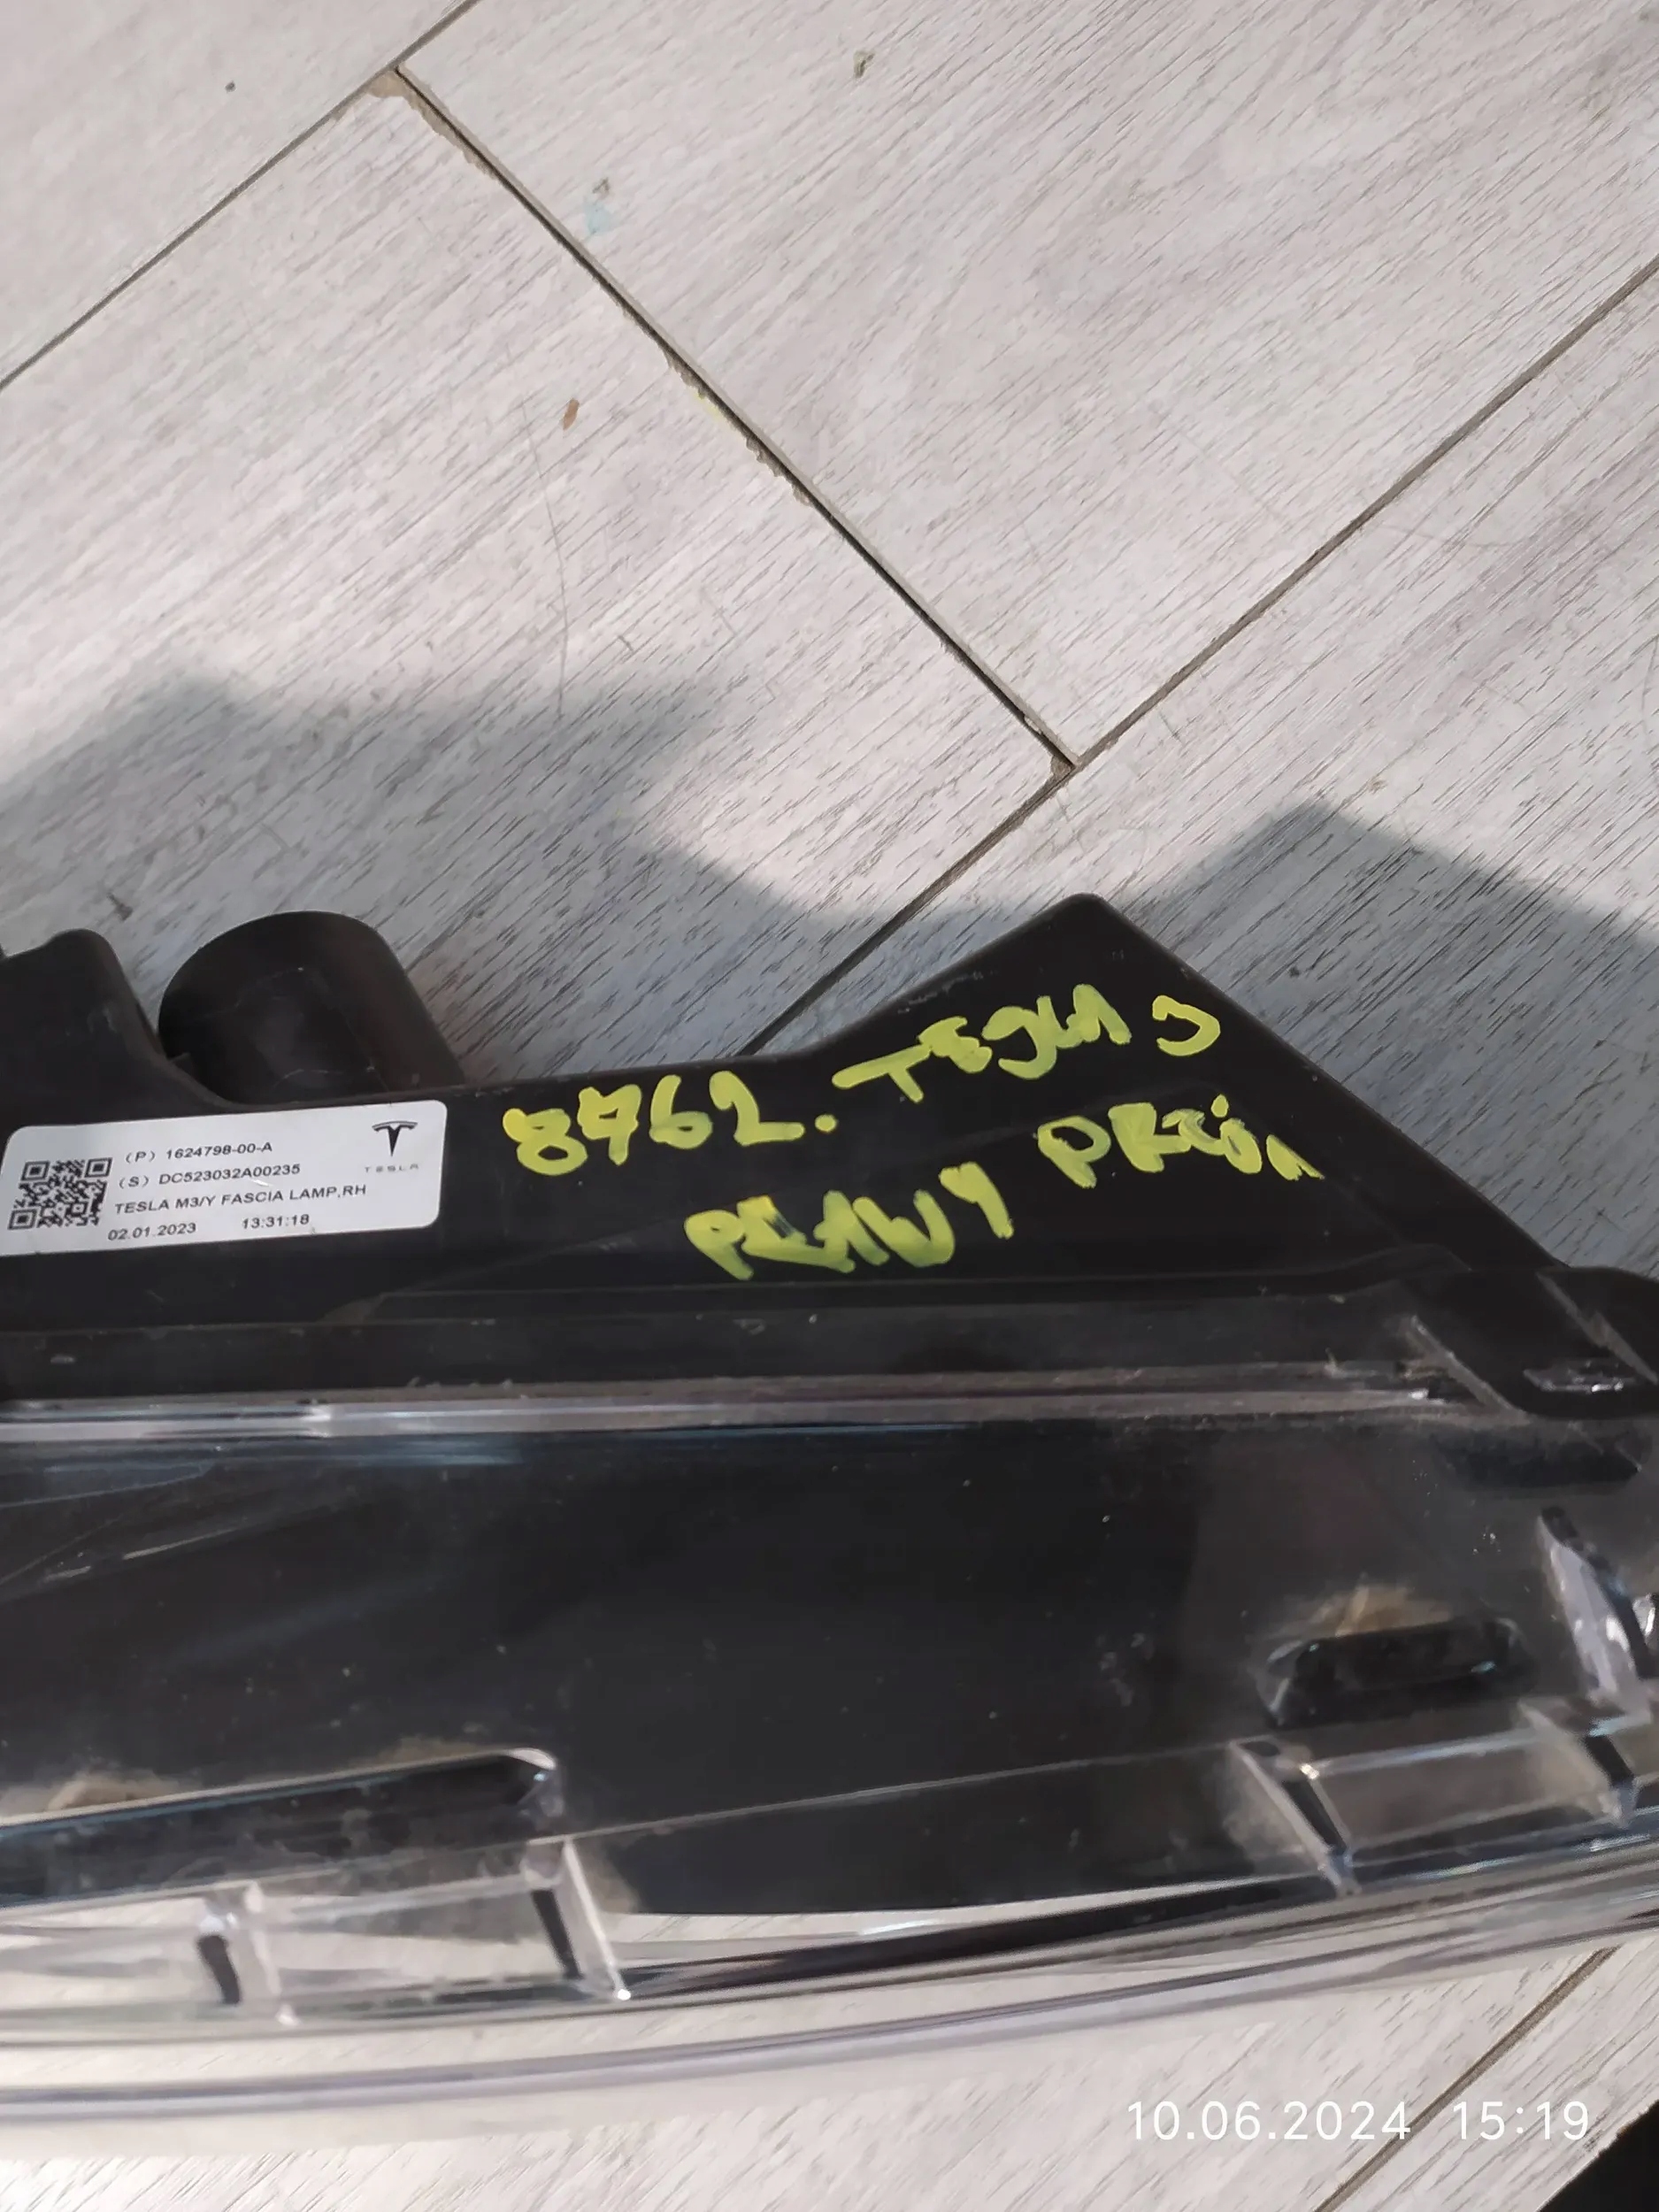 8762. TESLA 3
PRAWY PRZÓD
(P) 1624798-00-A
(S) DC523032A00235
TESLA M3/Y FASCIA LAMP,RH
02.01.2023 13:31:18
TESLA
10.06.2024 15:19